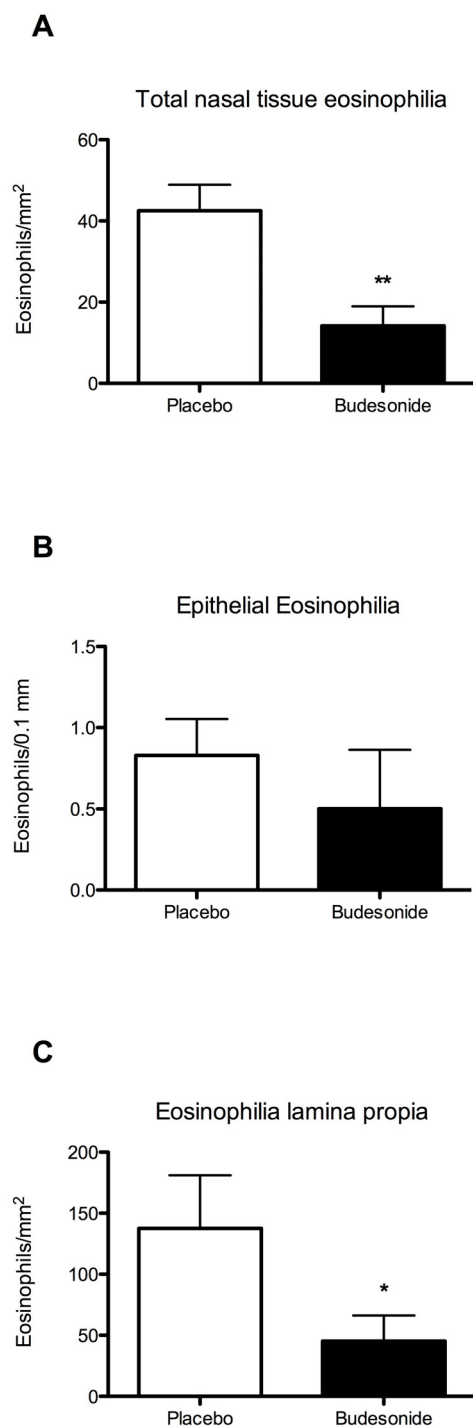 A
Total nasal tissue eosinophilia
Eosinophils/mm²
60
40
20
0
**
Placebo
Budesonide
B
Epithelial Eosinophilia
Eosinophils/0.1 mm
1.5
1.0
0.5
0.0
Placebo
Budesonide
C
Eosinophilia lamina propia
Eosinophils/mm²
200
150
100
50
0
*
Placebo
Budesonide